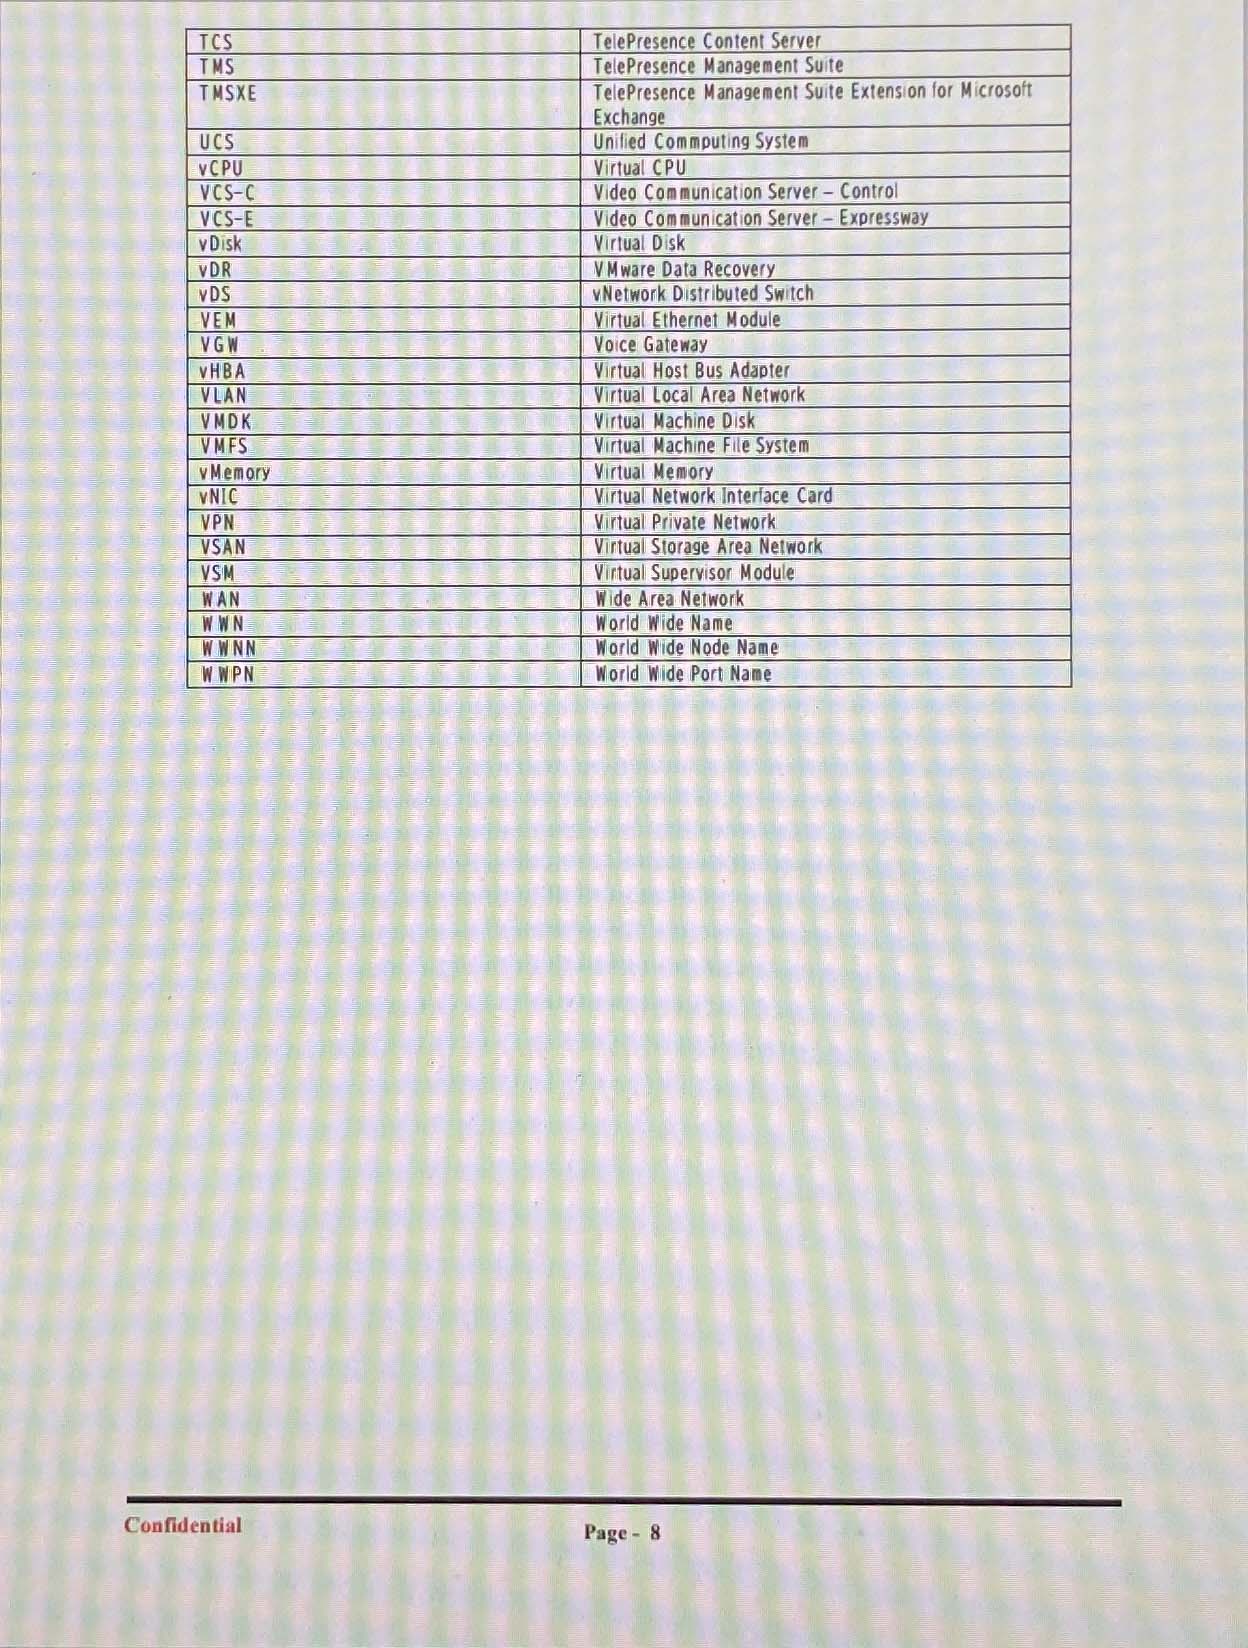 TCS TelePresence Content Server
TMS TelePresence Management Suite
TMSXE TelePresence Management Suite Extension for Microsoft
Exchange
UCS Unified Commputing System
vCPU Virtual CPU
VCS-C Video Communication Server – Control
VCS-E Video Communication Server – Expressway
vDisk Virtual Disk
vDR VMware Data Recovery
vDS vNetwork Distributed Switch
VEM Virtual Ethernet Module
VGW Voice Gateway
vHBA Virtual Host Bus Adapter
VLAN Virtual Local Area Network
VMDK Virtual Machine Disk
VMFS Virtual Machine File System
vMemory Virtual Memory
vNIC Virtual Network Interface Card
VPN Virtual Private Network
VSAN Virtual Storage Area Network
VSM Virtual Supervisor Module
WAN Wide Area Network
WWN World Wide Name
WWNN World Wide Node Name
WWPN World Wide Port Name
Confidential
Page - 8